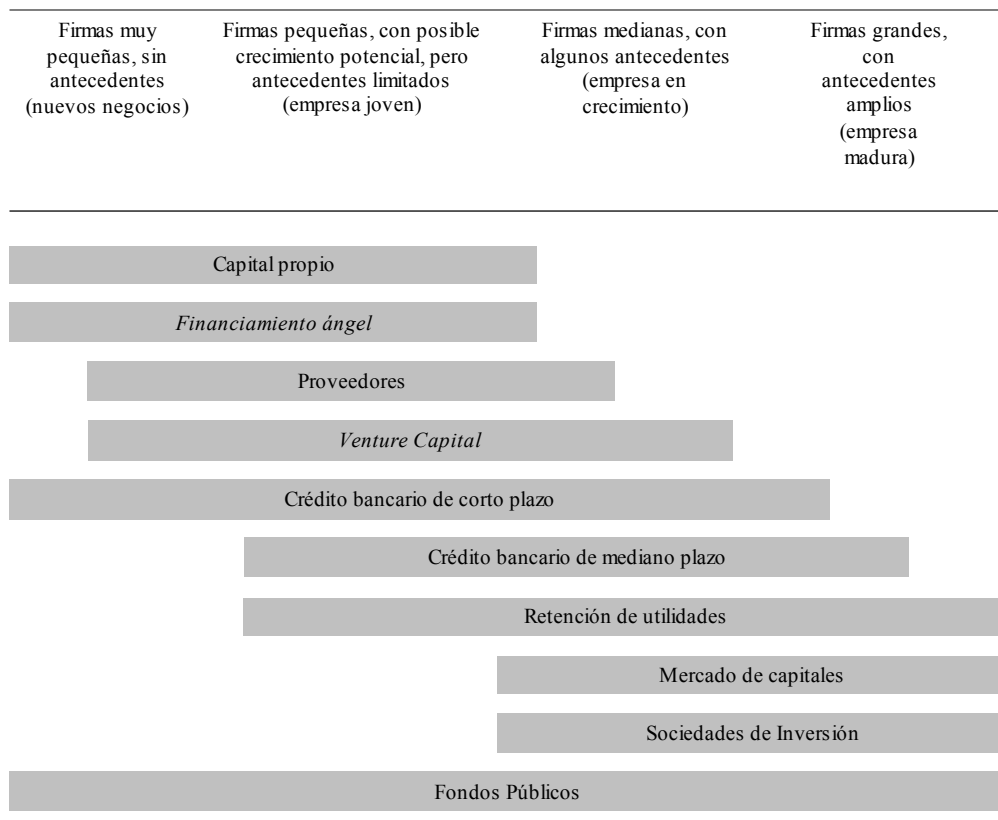 Firmas muy
pequeñas, sin
antecedentes
(nuevos negocios)
Firmas pequeñas, con posible
crecimiento potencial, pero
antecedentes limitados
(empresa joven)
Firmas medianas, con
algunos antecedentes
(empresa en
crecimiento)
Firmas grandes,
con
antecedentes
amplios
(empresa
madura)
Capital propio
Financiamiento ángel
Proveedores
Venture Capital
Crédito bancario de corto plazo
Crédito bancario de mediano plazo
Retención de utilidades
Mercado de capitales
Sociedades de Inversión
Fondos Públicos